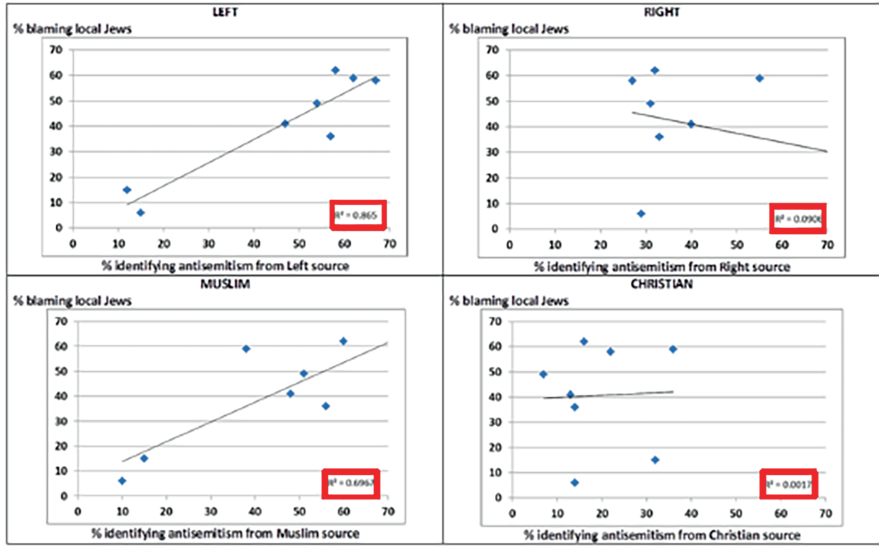 LEFT
% blaming local Jews
70
60
50
40
30
20
10
0
R² = 0.865
0 10 20 30 40 50 60 70
% identifying antisemitism from Left source
RIGHT
% blaming local Jews
70
60
50
40
30
20
10
0
R² = 0.0906
0 10 20 30 40 50 60 70
% identifying antisemitism from Right source
MUSLIM
% blaming local Jews
70
60
50
40
30
20
10
0
R² = 0.6967
0 10 20 30 40 50 60 70
% identifying antisemitism from Muslim source
CHRISTIAN
% blaming local Jews
70
60
50
40
30
20
10
0
R² = 0.0017
0 10 20 30 40 50 60 70
% identifying antisemitism from Christian source